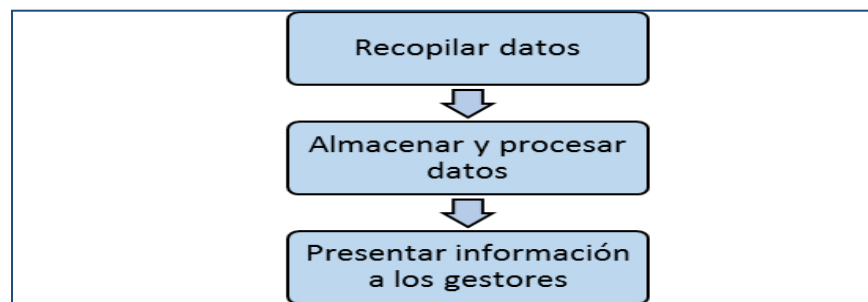 Recopilar datos
Almacenar y procesar
datos
Presentar información
a los gestores